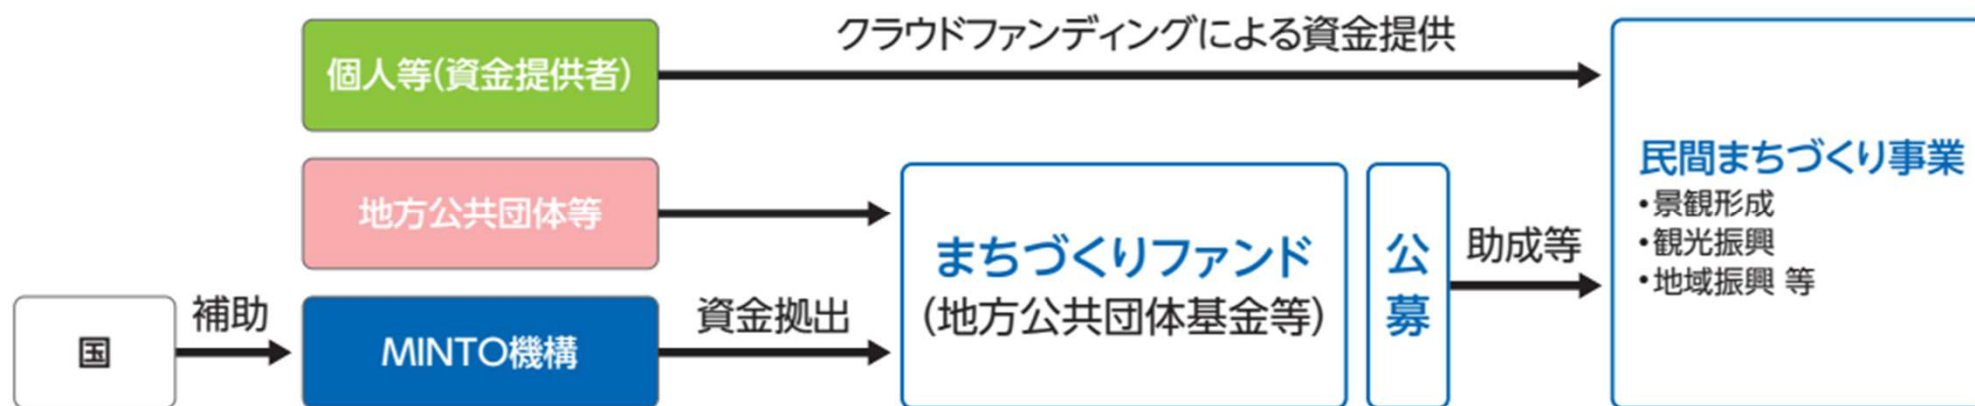 クラウドファンディングによる資金提供
個人等(資金提供者)
地方公共団体等
国
補助
MINTO機構
資金拠出
まちづくりファンド
(地方公共団体基金等)
公募
助成等
民間まちづくり事業
・景観形成
・観光振興
・地域振興 等